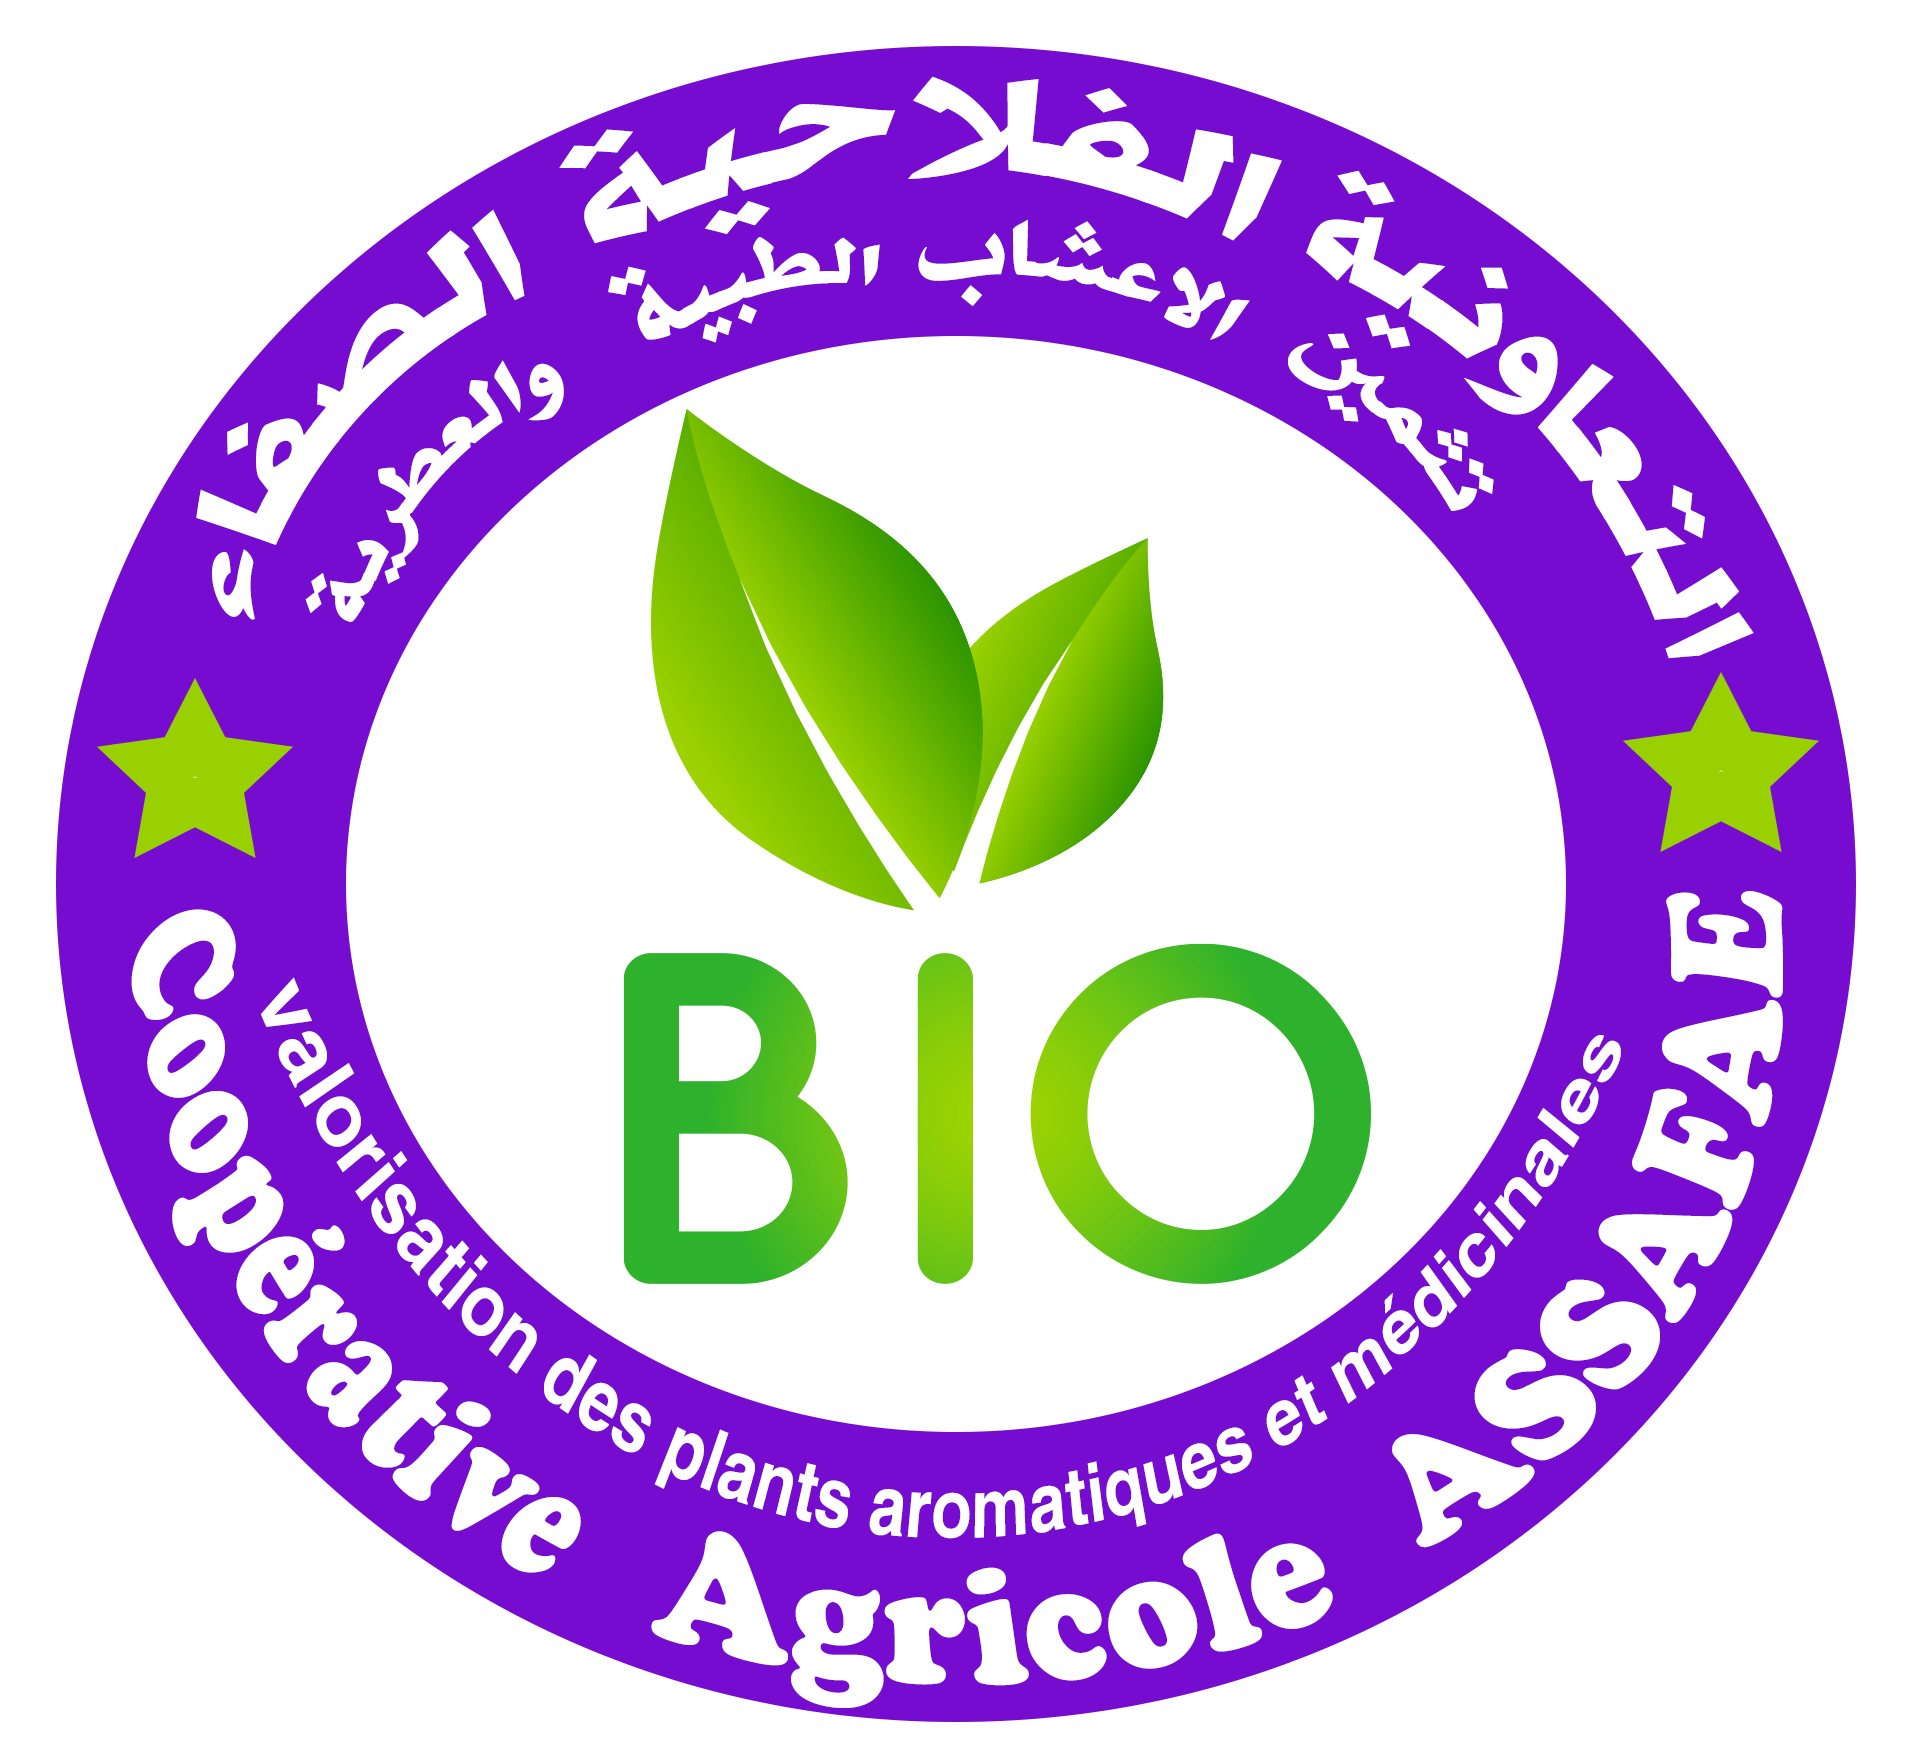 التعاونية الفلاحية الصفاء
تثمين الاعشاب الطبية والعطرية
BIO
valorisation des plants aromatiques et médicinales
Coopérative Agricole ASSAFAE